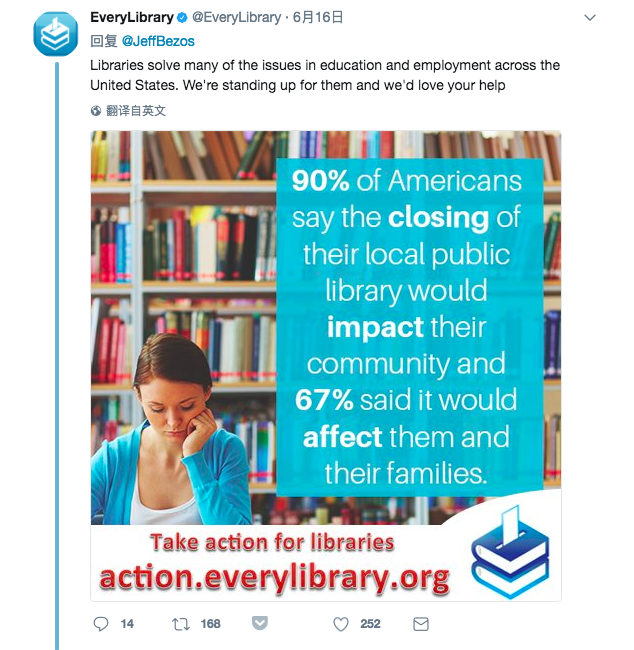 EveryLibrary @EveryLibrary · 6月16日
回复 @JeffBezos
Libraries solve many of the issues in education and employment across the
United States. We're standing up for them and we'd love your help
翻译自英文
90% of Americans
say the closing of
their local public
library would
impact their
community and
67% said it would
affect them and
their families.
Take action for libraries
action.everylibrary.org
14 168 252